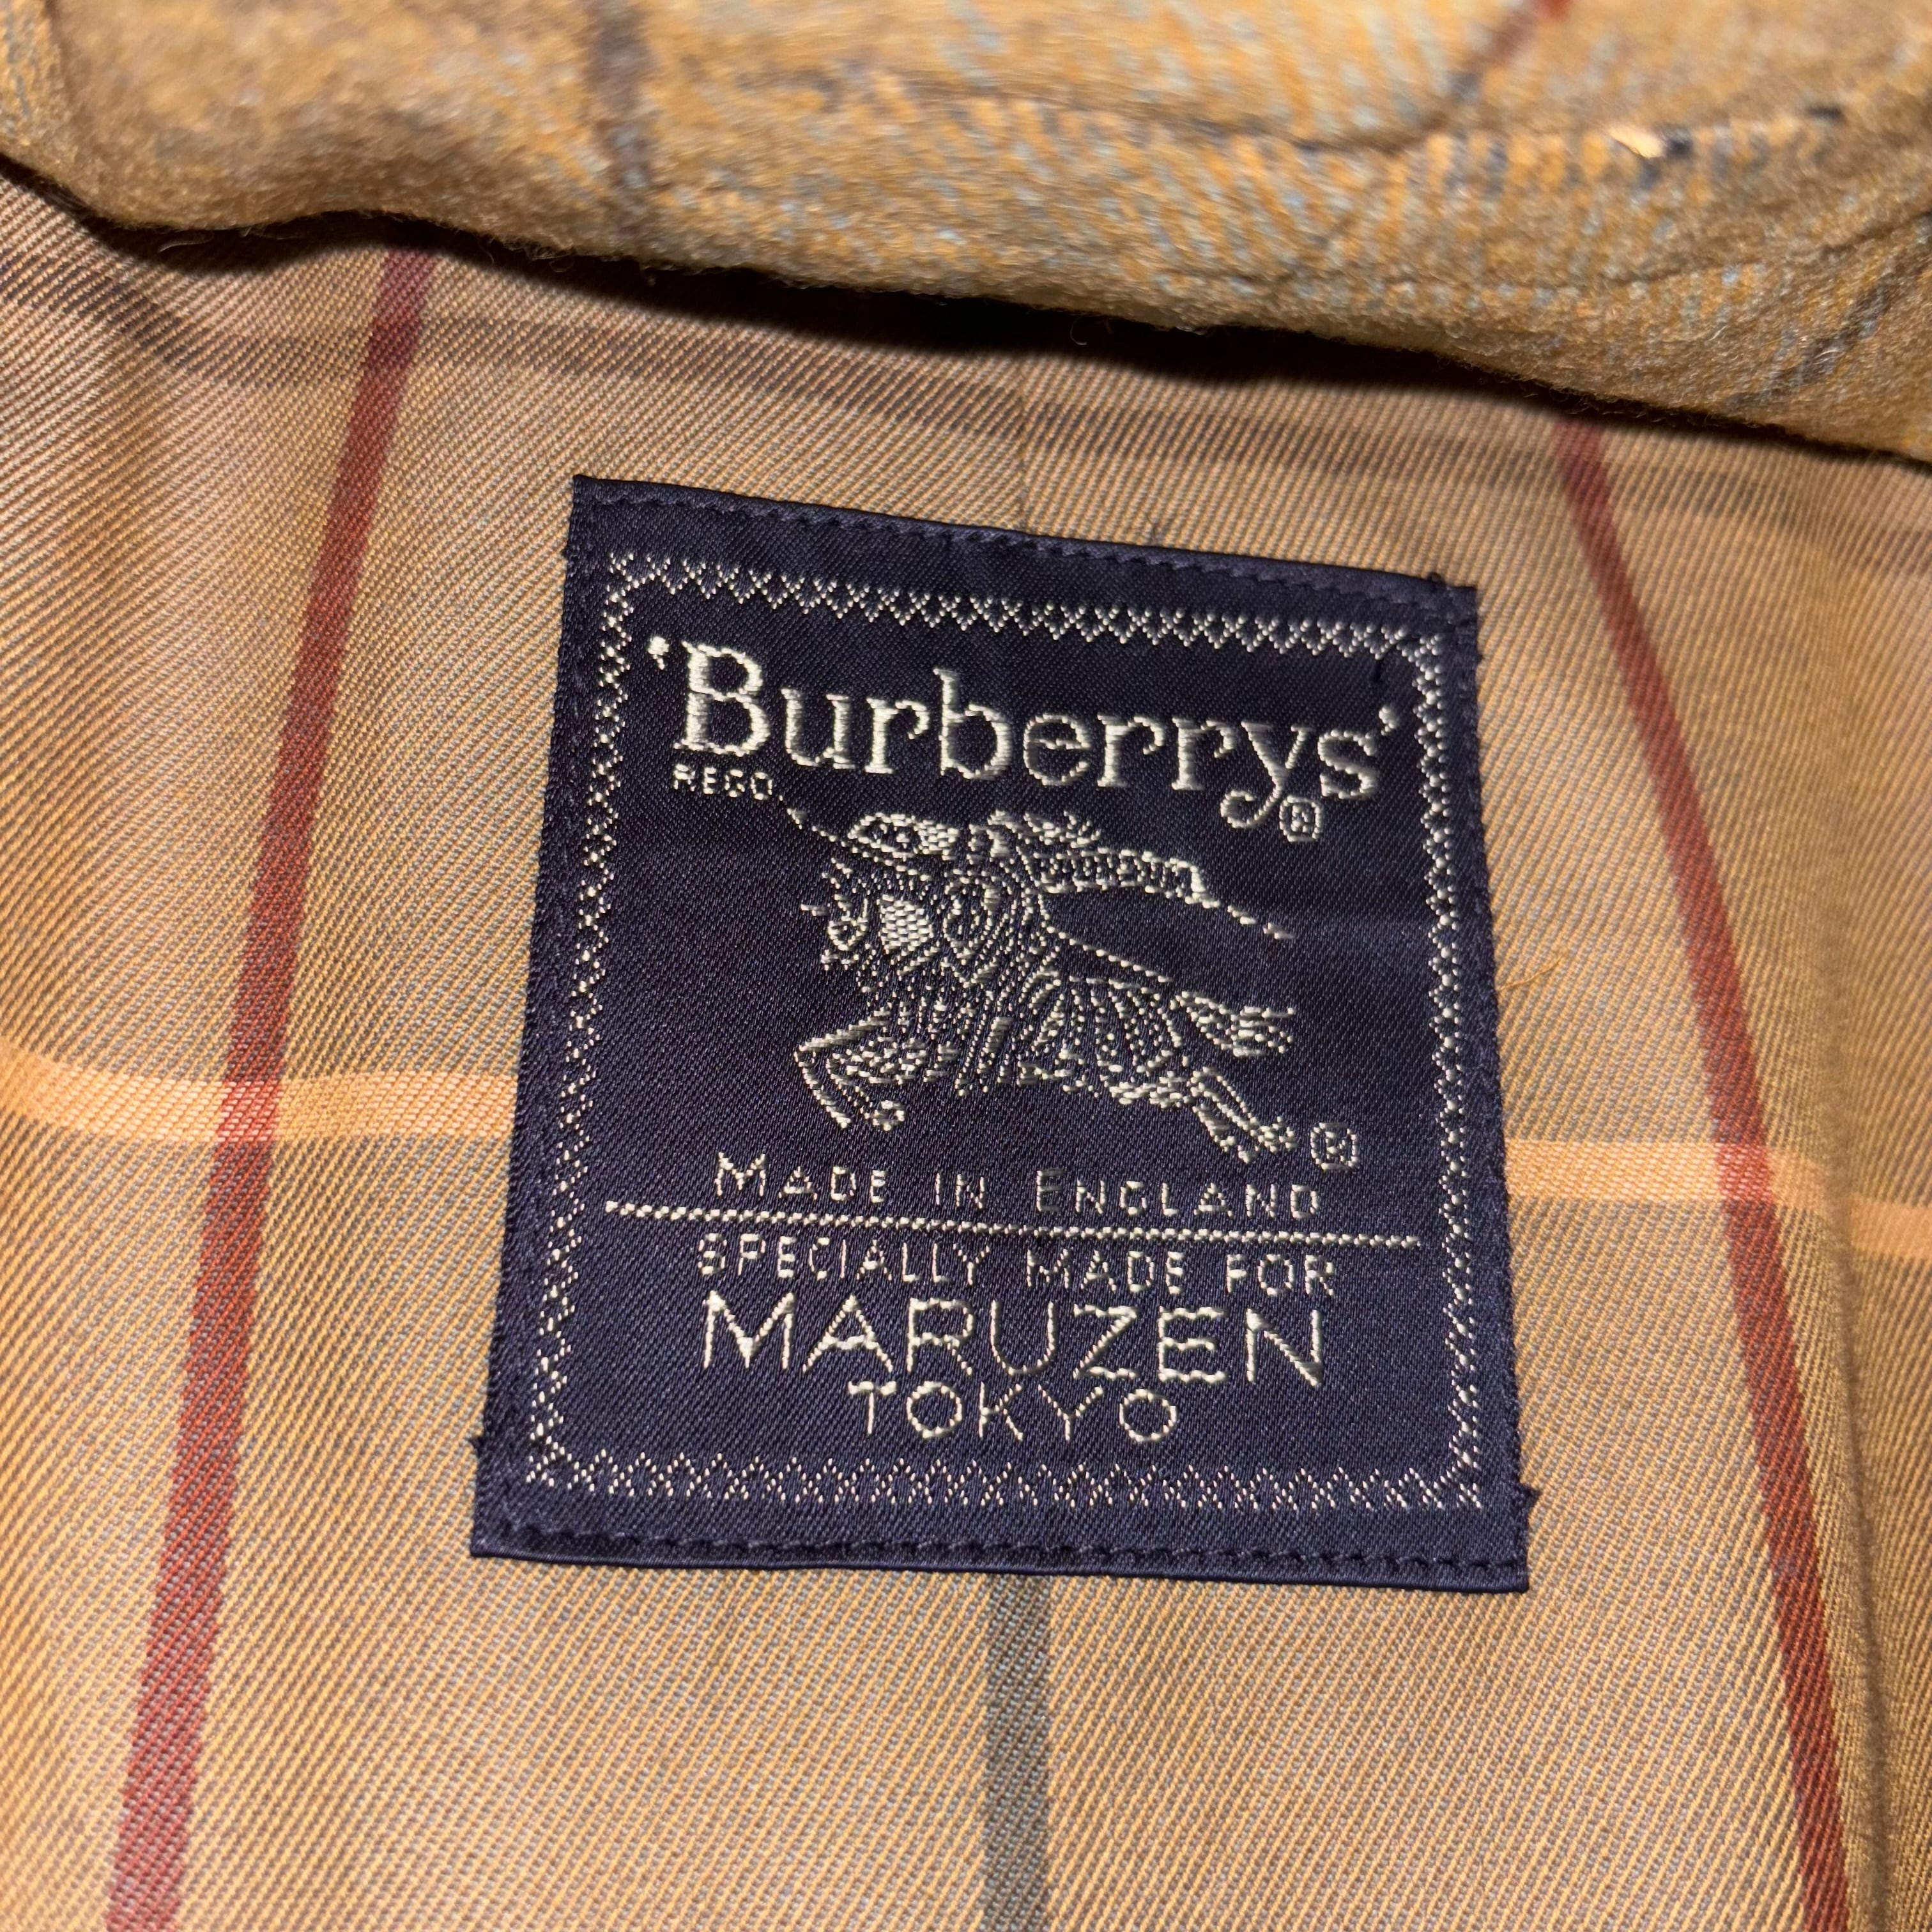 'Burberrys'
REGD. ®
®
MADE IN ENGLAND
SPECIALLY MADE FOR
MARUZEN
TOKYO